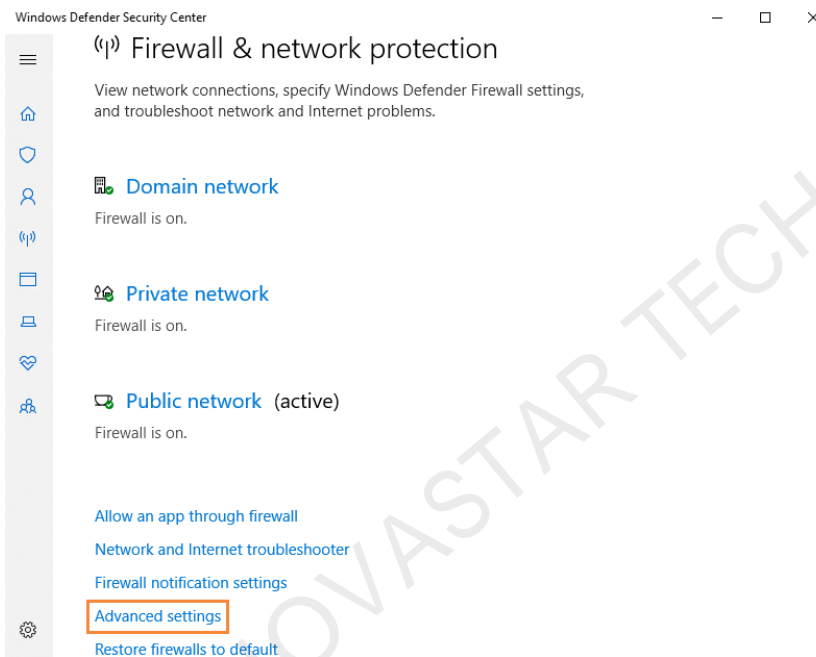 Windows Defender Security Center
Firewall & network protection
View network connections, specify Windows Defender Firewall settings,
and troubleshoot network and Internet problems.
Domain network
Firewall is on.
Private network
Firewall is on.
Public network (active)
Firewall is on.
Allow an app through firewall
Network and Internet troubleshooter
Firewall notification settings
Advanced settings
Restore firewalls to default
OVASTAR TECH